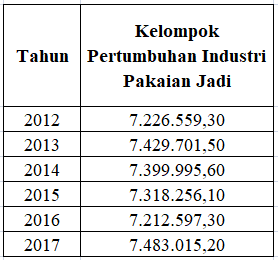 Tahun
Kelompok
Pertumbuhan Industri
Pakaian Jadi
2012 7.226.559,30
2013 7.429.701,50
2014 7.399.995,60
2015 7.318.256,10
2016 7.212.597,30
2017 7.483.015,20